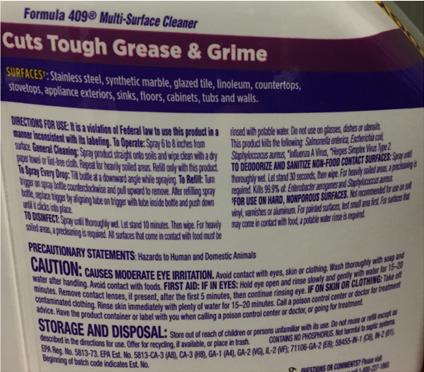 Formula 409® Multi-Surface Cleaner
Cuts Tough Grease & Grime
SURFACES†: Stainless steel, synthetic marble, glazed tile, linoleum, countertops,
stovetops, appliance exteriors, sinks, floors, cabinets, tubs and walls.
DIRECTIONS FOR USE: It is a violation of Federal law to use this product in a
manner inconsistent with its labeling. To Operate: Spray 6 to 8 inches from
surface. General Cleaning: Spray product straight onto soils and wipe clean with a dry
paper towel or lint-free cloth. Repeat for heavily soiled areas. Refill only with this product.
To Spray Every Drop: Tilt bottle at a downward angle while spraying. To Refill: Turn
trigger on spray bottle counterclockwise and pull upward to remove. After refilling spray
bottle, replace trigger by aligning tube on trigger with tube inside bottle and push down
until it clicks into place.
TO DISINFECT: Spray until thoroughly wet. Let stand 10 minutes. Then wipe. For heavily
soiled areas, a precleaning is required. All surfaces that come in contact with food must be
rinsed with potable water. Do not use on glasses, dishes or utensils.
This product kills the following: Salmonella enterica, Escherichia coli,
Staphylococcus aureus, *Influenza A Virus, *Herpes Simplex Virus Type 2.
TO DEODORIZE AND SANITIZE NON-FOOD CONTACT SURFACES: Spray until
thoroughly wet. Let stand 30 seconds, then wipe. For heavily soiled areas, a precleaning is
required. Kills 99.9% of: Enterobacter aerogenes and Staphylococcus aureus.
†FOR USE ON HARD, NONPOROUS SURFACES. Not recommended for use on soft
vinyl, varnishes or aluminum. For painted surfaces, test small area first. For surfaces that
may come in contact with food, a potable water rinse is required.
PRECAUTIONARY STATEMENTS: Hazards to Human and Domestic Animals
CAUTION: CAUSES MODERATE EYE IRRITATION. Avoid contact with eyes, skin or clothing. Wash thoroughly with soap and
water after handling. Avoid contact with foods. FIRST AID: IF IN EYES: Hold eye open and rinse slowly and gently with water for 15–20
minutes. Remove contact lenses, if present, after the first 5 minutes, then continue rinsing eye. IF ON SKIN OR CLOTHING: Take off
contaminated clothing. Rinse skin immediately with plenty of water for 15–20 minutes. Call a poison control center or doctor for treatment
advice. Have the product container or label with you when calling a poison control center or doctor, or going for treatment.
STORAGE AND DISPOSAL: Store out of reach of children or persons unfamiliar with its use. Do not reuse or refill except as
described in the directions for use. Offer for recycling, if available, or place in trash. CONTAINS NO PHOSPHORUS. Not harmful to septic systems.
EPA Reg. No. 5813-73. EPA Est. No. 5813-CA-3 (A8), CA-3 (H8), GA-1 (A4), GA-2 (VG), IL-2 (VF); 71106-GA-2 (E8); 58455-IN-1 (D6), IN-2 (B1).
Beginning of batch code indicates Est. No.
QUESTIONS OR COMMENTS? Please visit